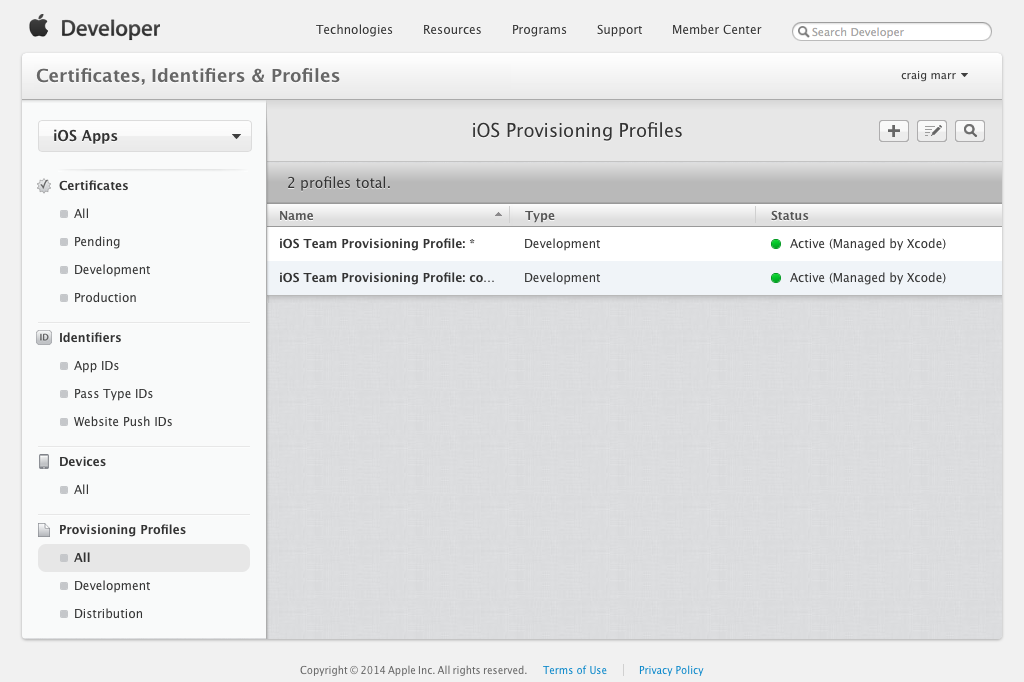 Developer
Technologies Resources Programs Support Member Center Search Developer
Certificates, Identifiers & Profiles
craig marr
iOS Apps
Certificates
All
Pending
Development
Production
ID Identifiers
App IDs
Pass Type IDs
Website Push IDs
Devices
All
Provisioning Profiles
All
Development
Distribution
iOS Provisioning Profiles
2 profiles total.
Name Type Status
iOS Team Provisioning Profile: * Development Active (Managed by Xcode)
iOS Team Provisioning Profile: co... Development Active (Managed by Xcode)
Copyright © 2014 Apple Inc. All rights reserved. Terms of Use Privacy Policy